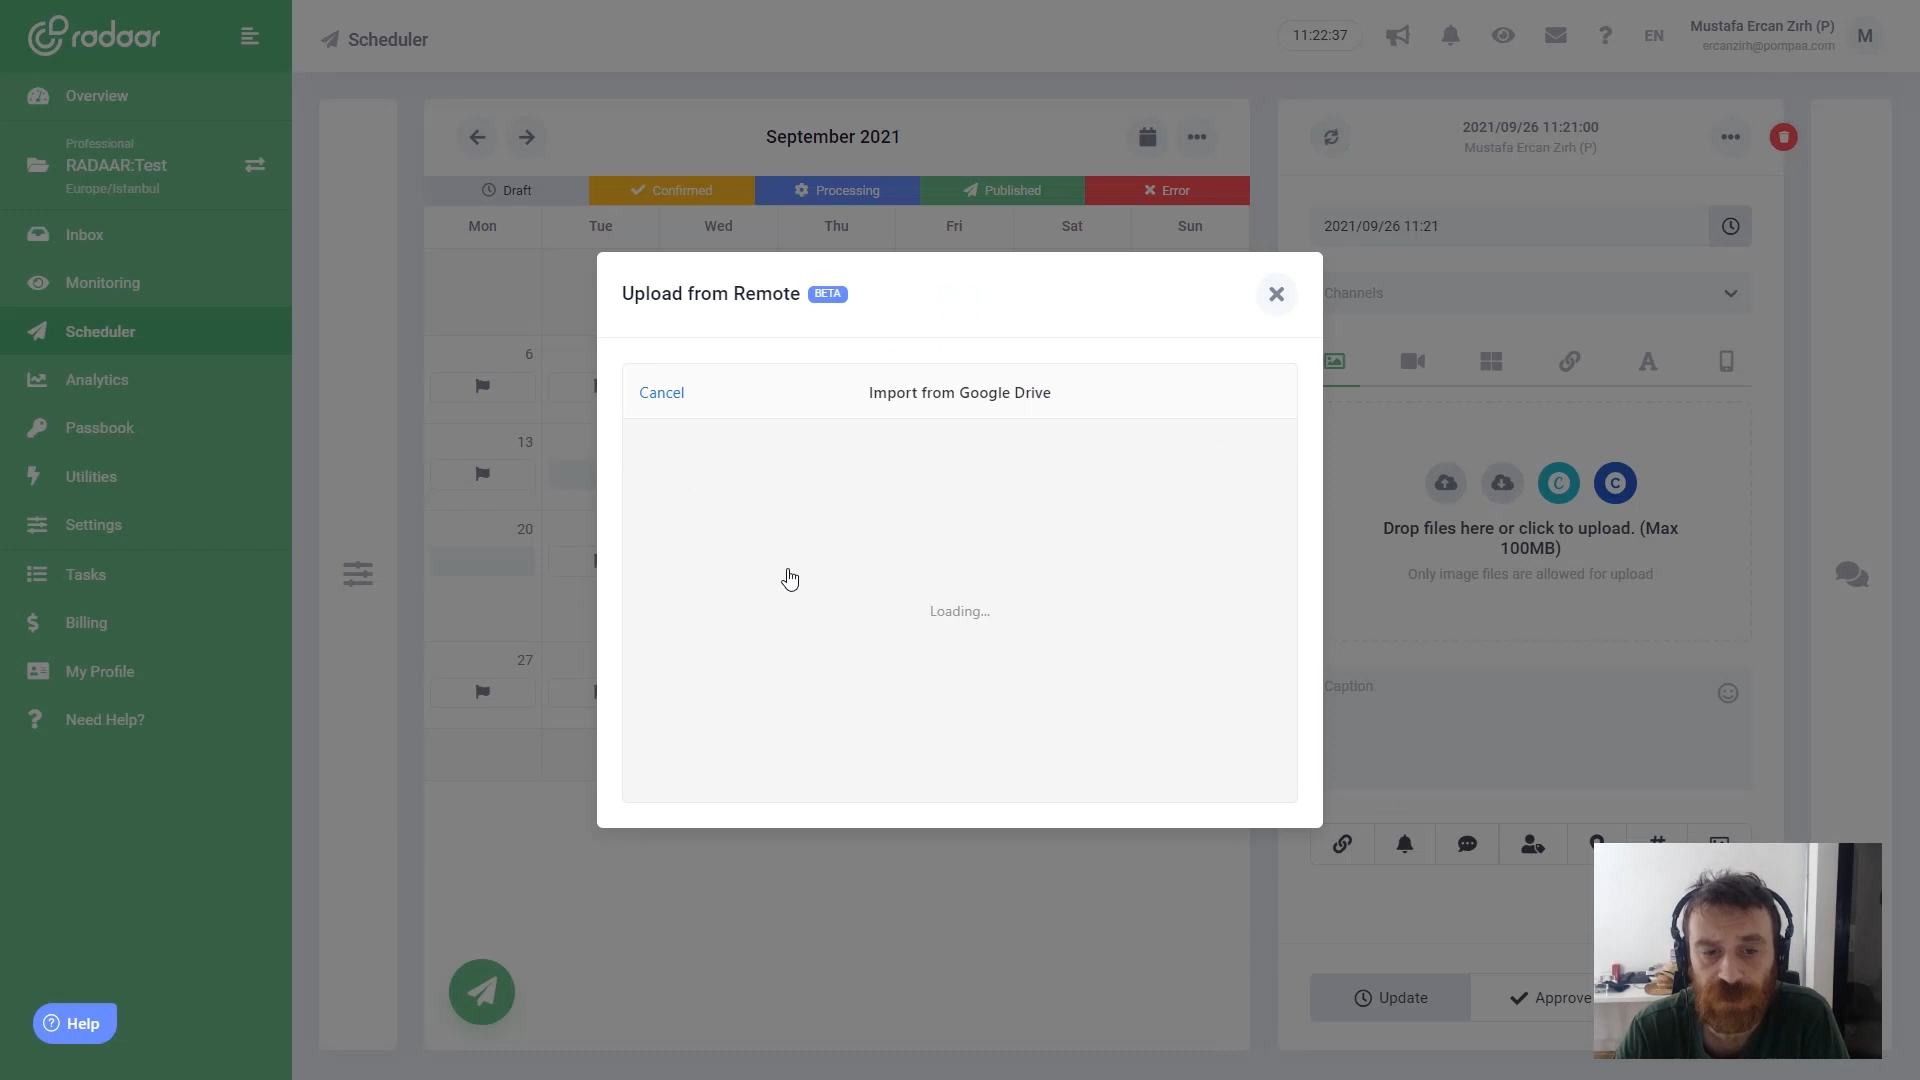 radaar
Scheduler
11:22:37
EN
Mustafa Ercan Zırh (P)
ercanzirh@pompaa.com
M
Overview
Professional
RADAAR:Test
Europe/Istanbul
Inbox
Monitoring
Scheduler
Analytics
Passbook
Utilities
Settings
Tasks
Billing
My Profile
Need Help?
Help
September 2021
Draft
Confirmed
Processing
Published
Error
Mon
Tue
Wed
Thu
Fri
Sat
Sun
6
13
20
27
Upload from Remote BETA
Cancel
Import from Google Drive
Loading...
2021/09/26 11:21:00
Mustafa Ercan Zırh (P)
2021/09/26 11:21
Channels
Drop files here or click to upload. (Max
100MB)
Only image files are allowed for upload
Caption
Update
Approve